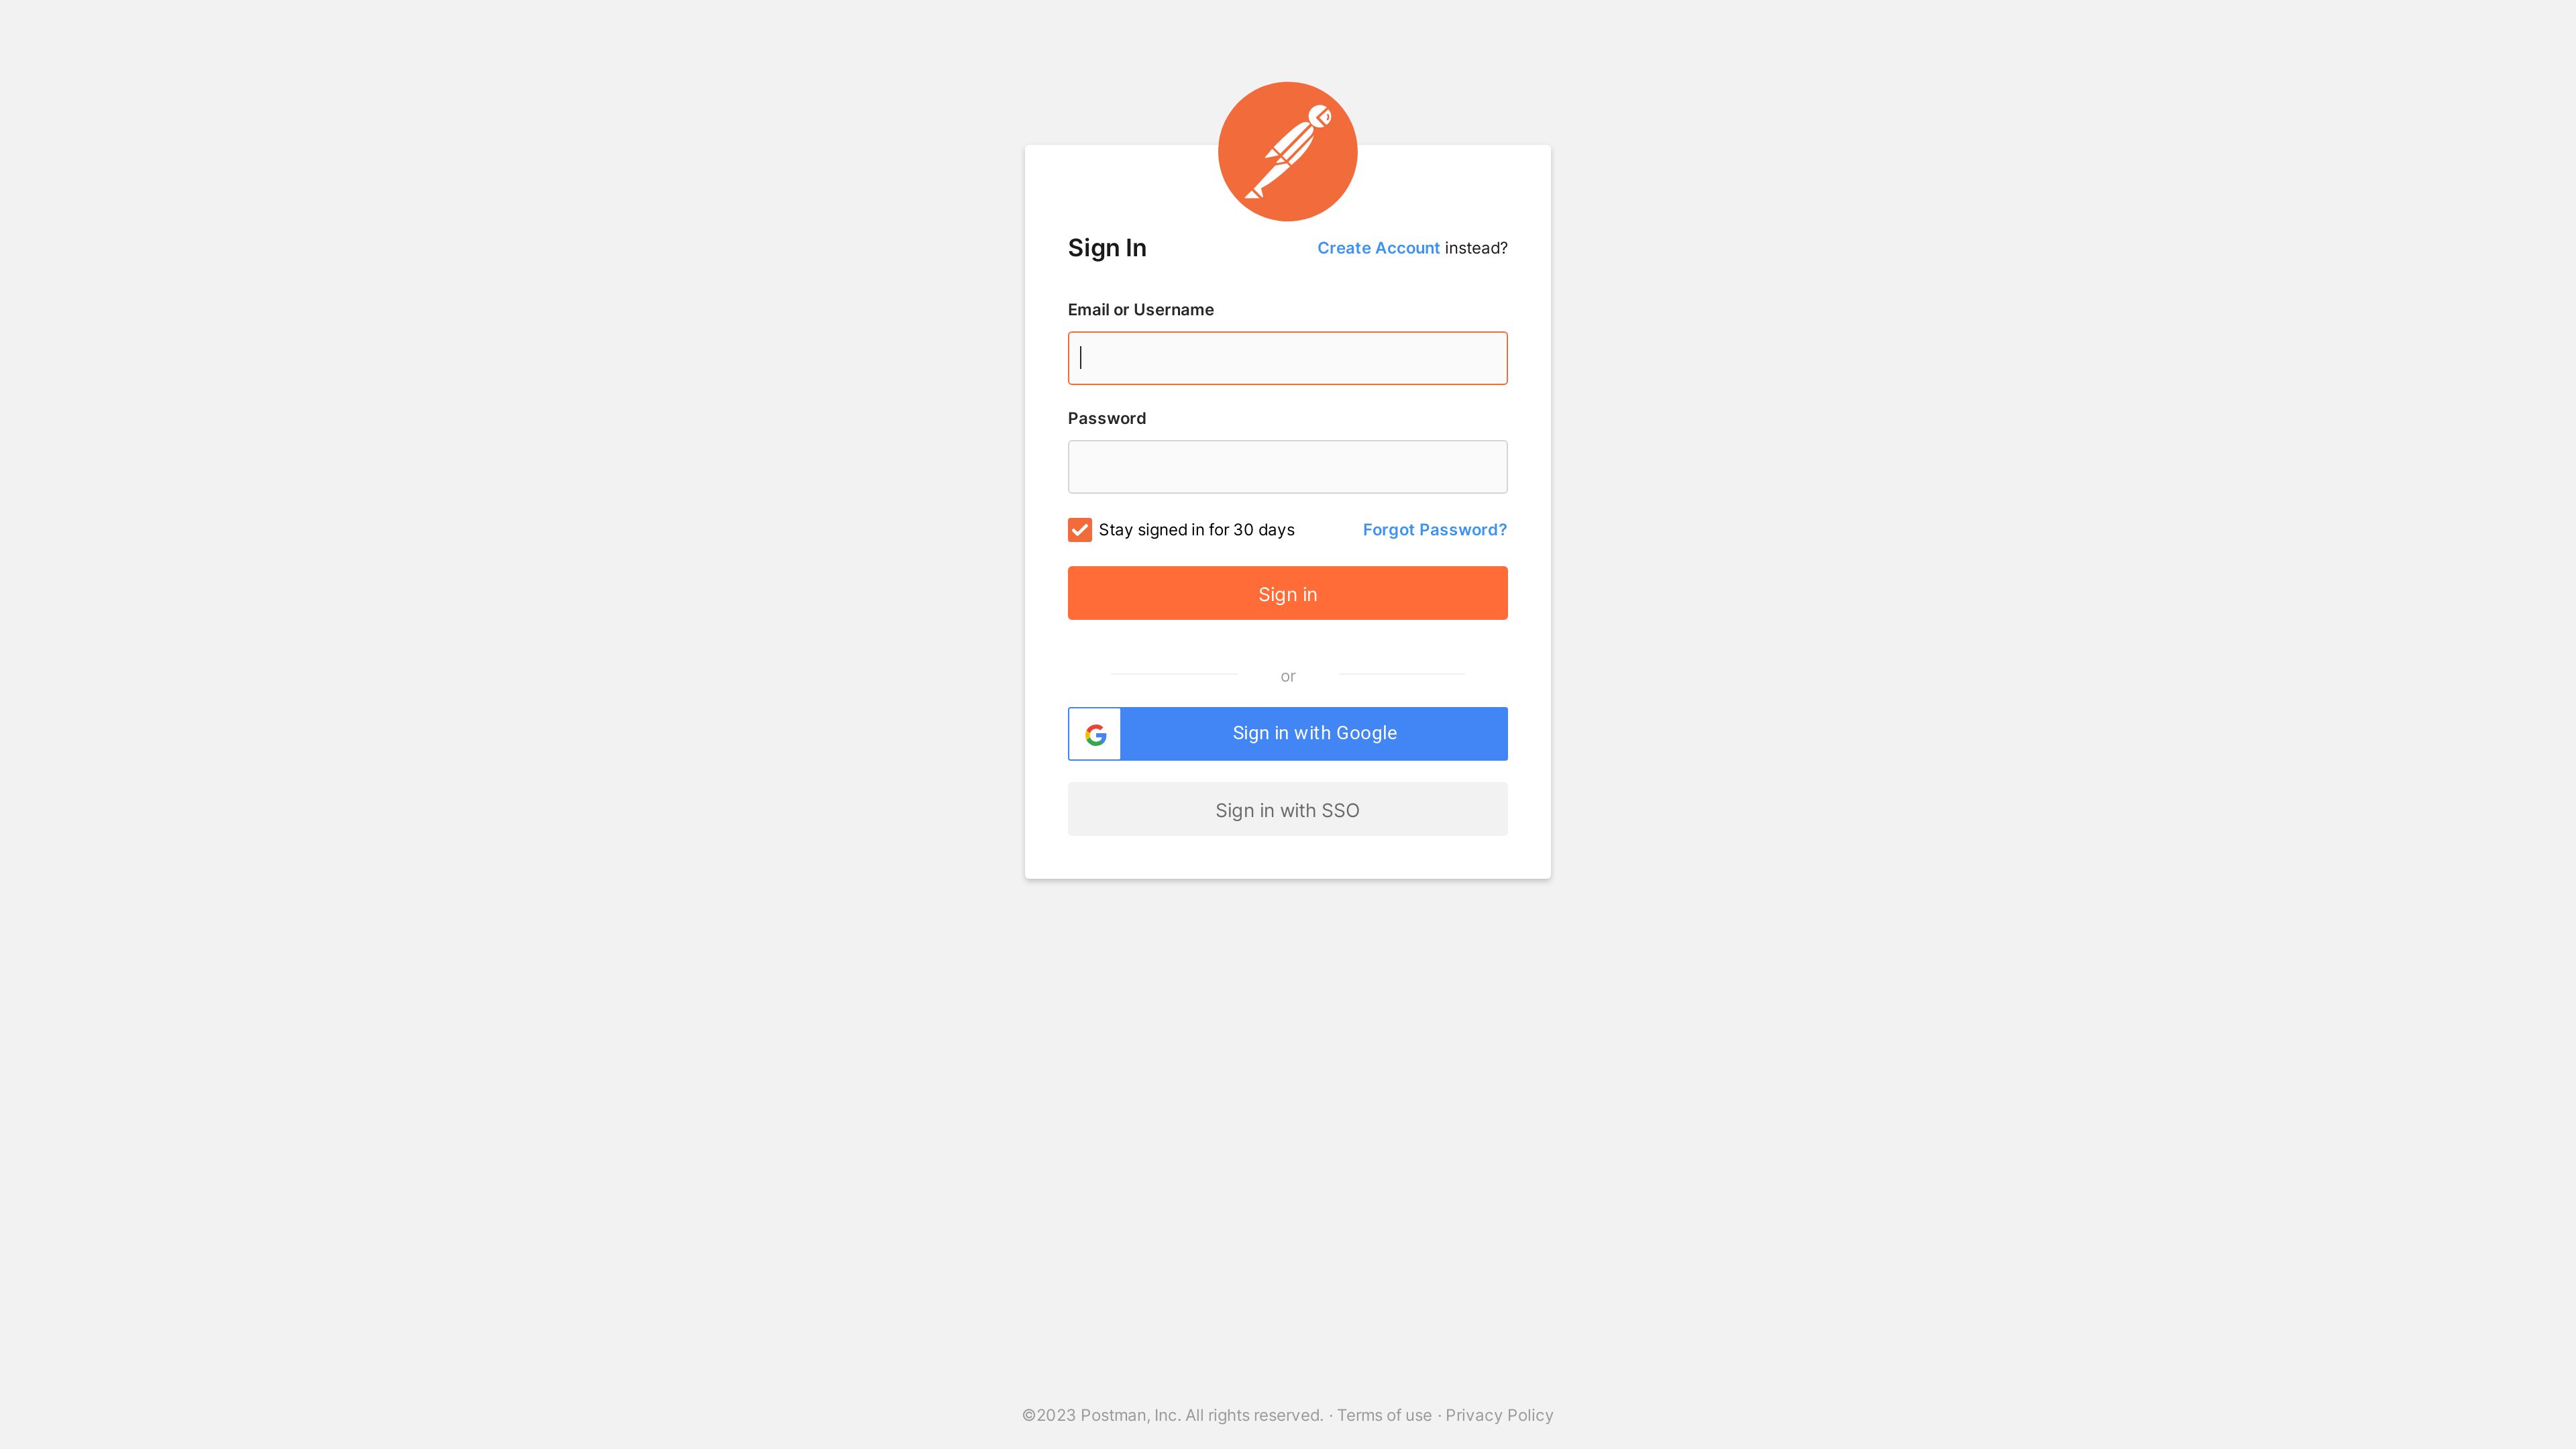 Sign In
Create Account instead?
Email or Username
Password
Stay signed in for 30 days
Forgot Password?
Sign in
or
Sign in with Google
Sign in with SSO
©2023 Postman, Inc. All rights reserved. · Terms of use · Privacy Policy